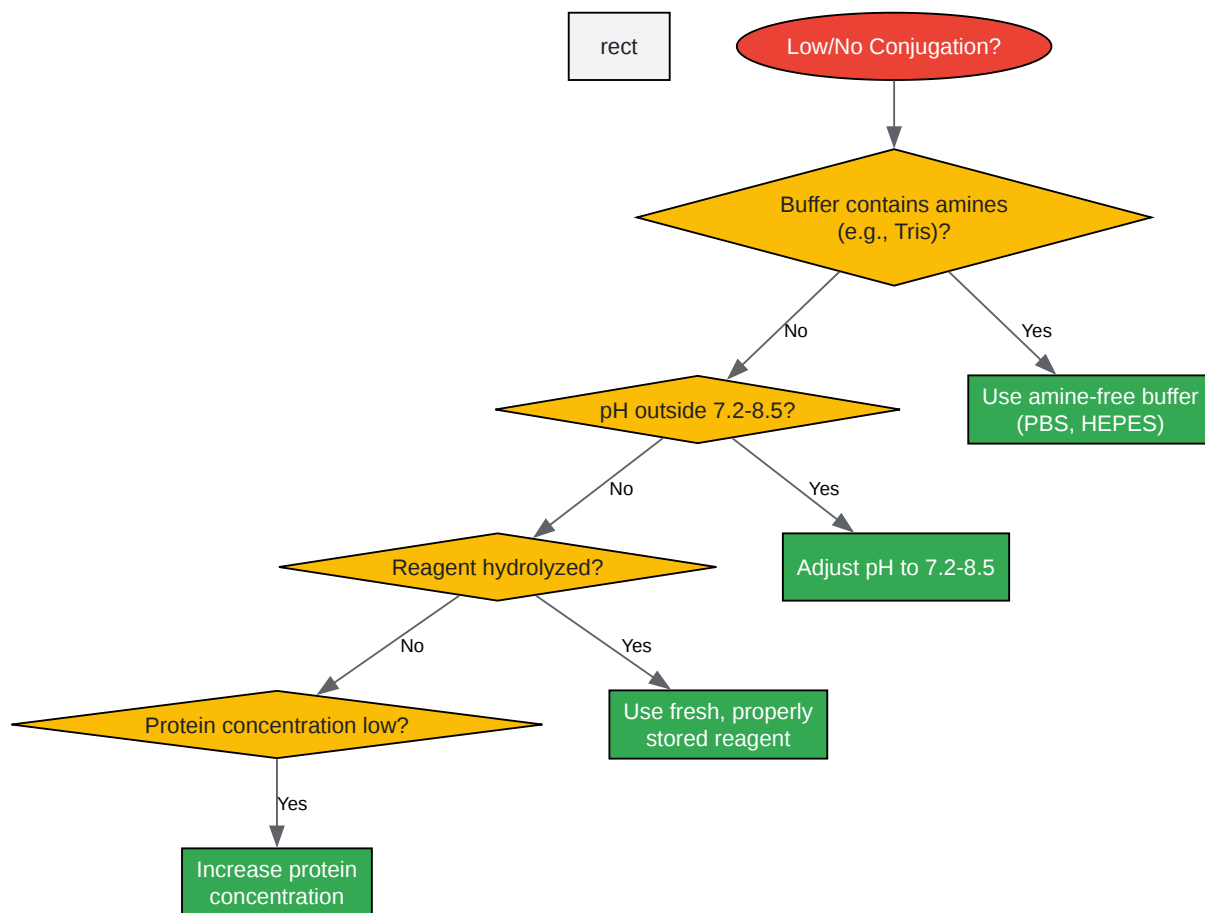 rect
Low/No Conjugation?
Buffer contains amines
(e.g., Tris)?
No
Yes
pH outside 7.2-8.5?
Use amine-free buffer
(PBS, HEPES)
No
Yes
Reagent hydrolyzed?
Adjust pH to 7.2-8.5
No
Yes
Protein concentration low?
Use fresh, properly
stored reagent
Yes
Increase protein
concentration